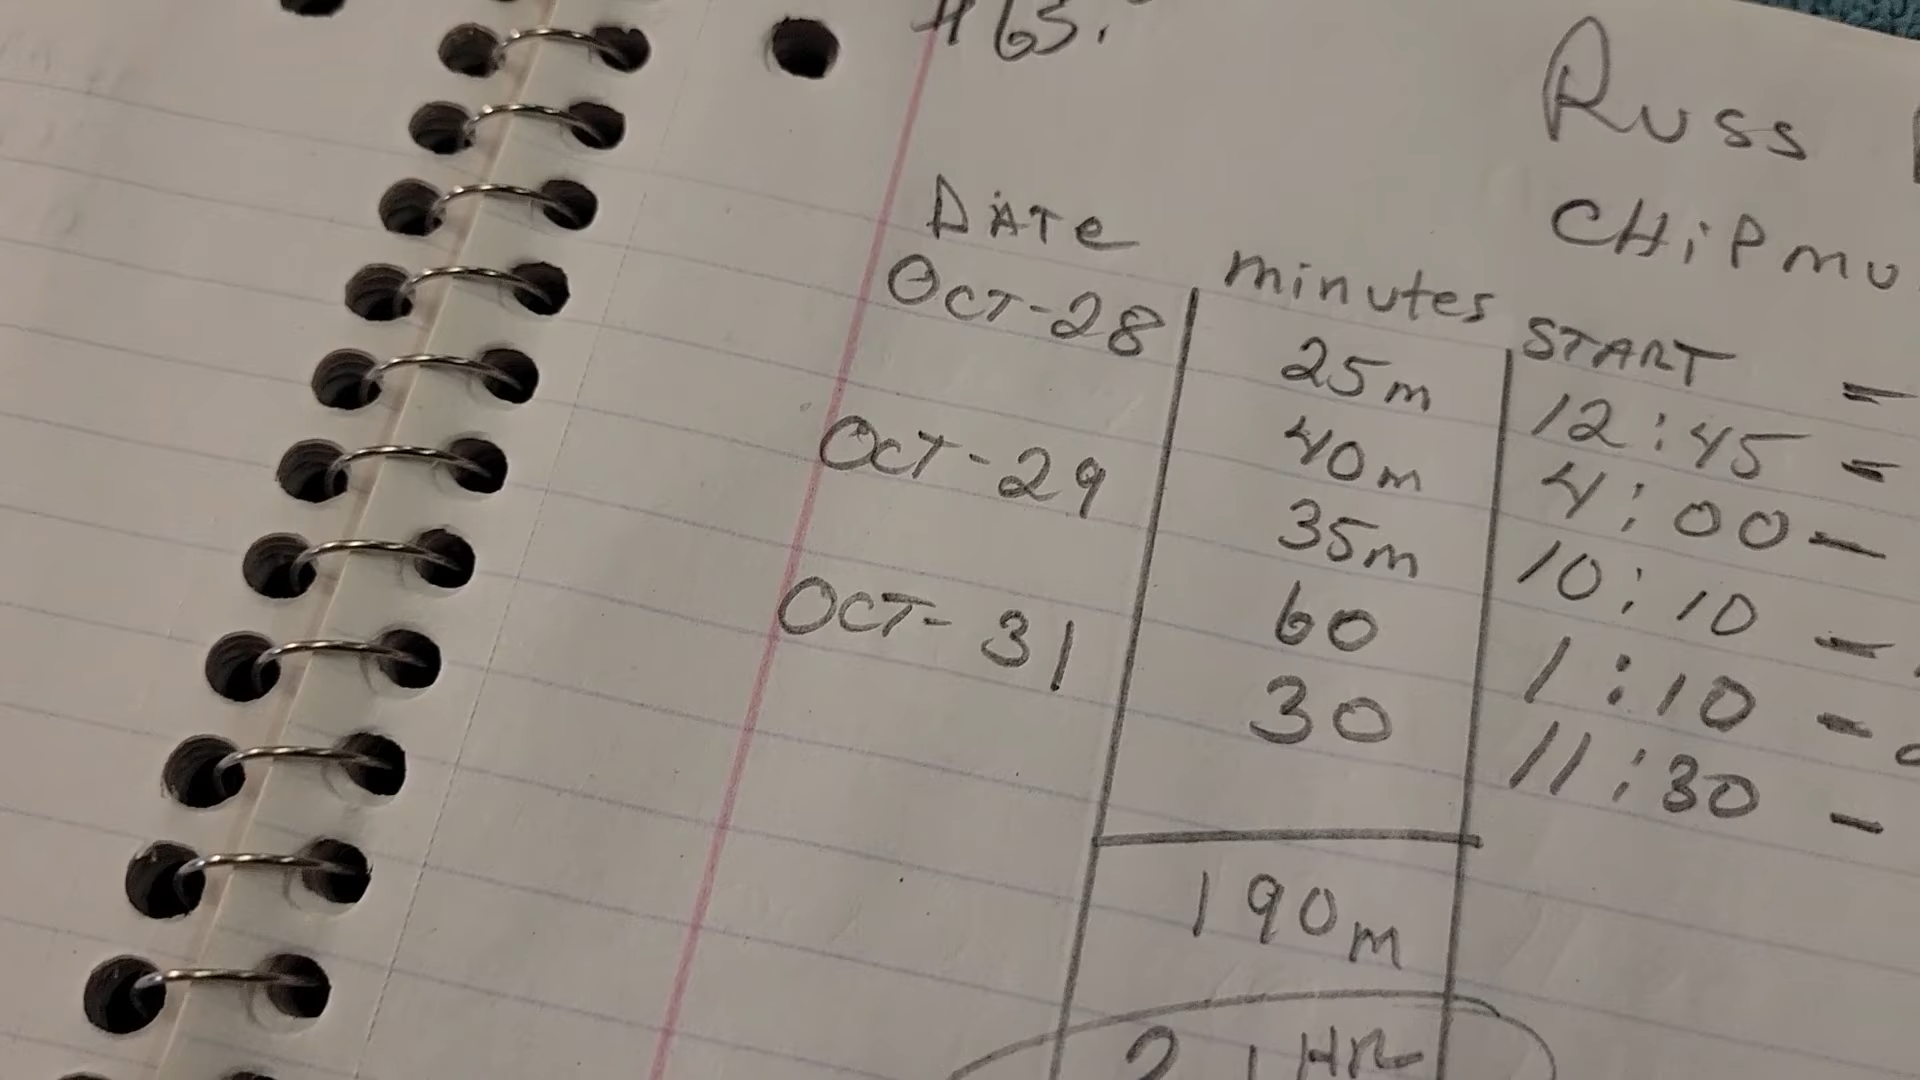 #63.
Russ
CHiPmu
DATe minutes START
OCT-28 25m 12:45 =
40m 4:00 -
OCT-29 35m 10:10 -
60 1:10 -
OCT-31 30 11:30 -
190m
HR